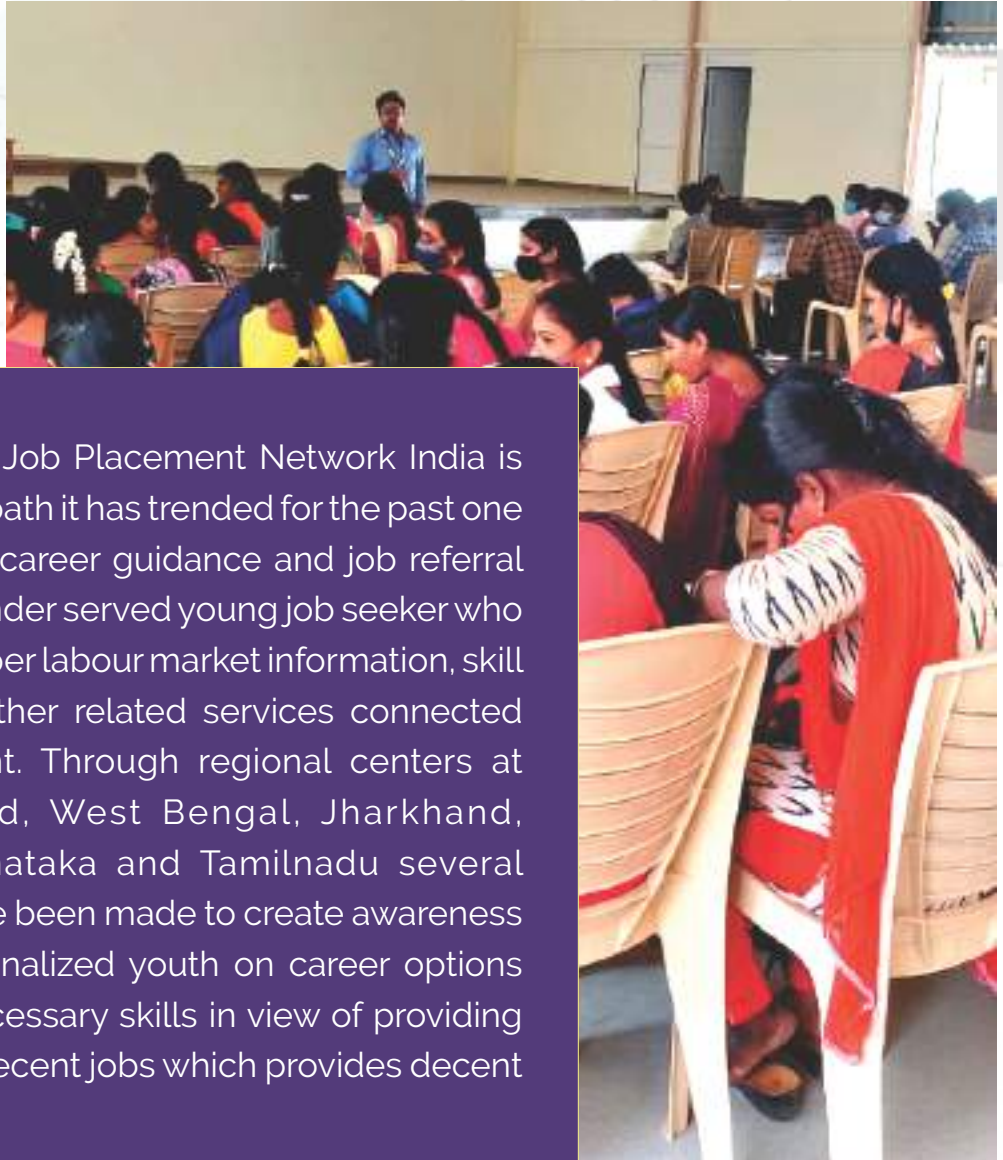 Job Placement Network India is
path it has trended for the past one
career guidance and job referral
nder served young job seeker who
per labour market information, skill
ther related services connected
nt. Through regional centers at
d, West Bengal, Jharkhand,
nataka and Tamilnadu several
e been made to create awareness
nalized youth on career options
cessary skills in view of providing
ecent jobs which provides decent